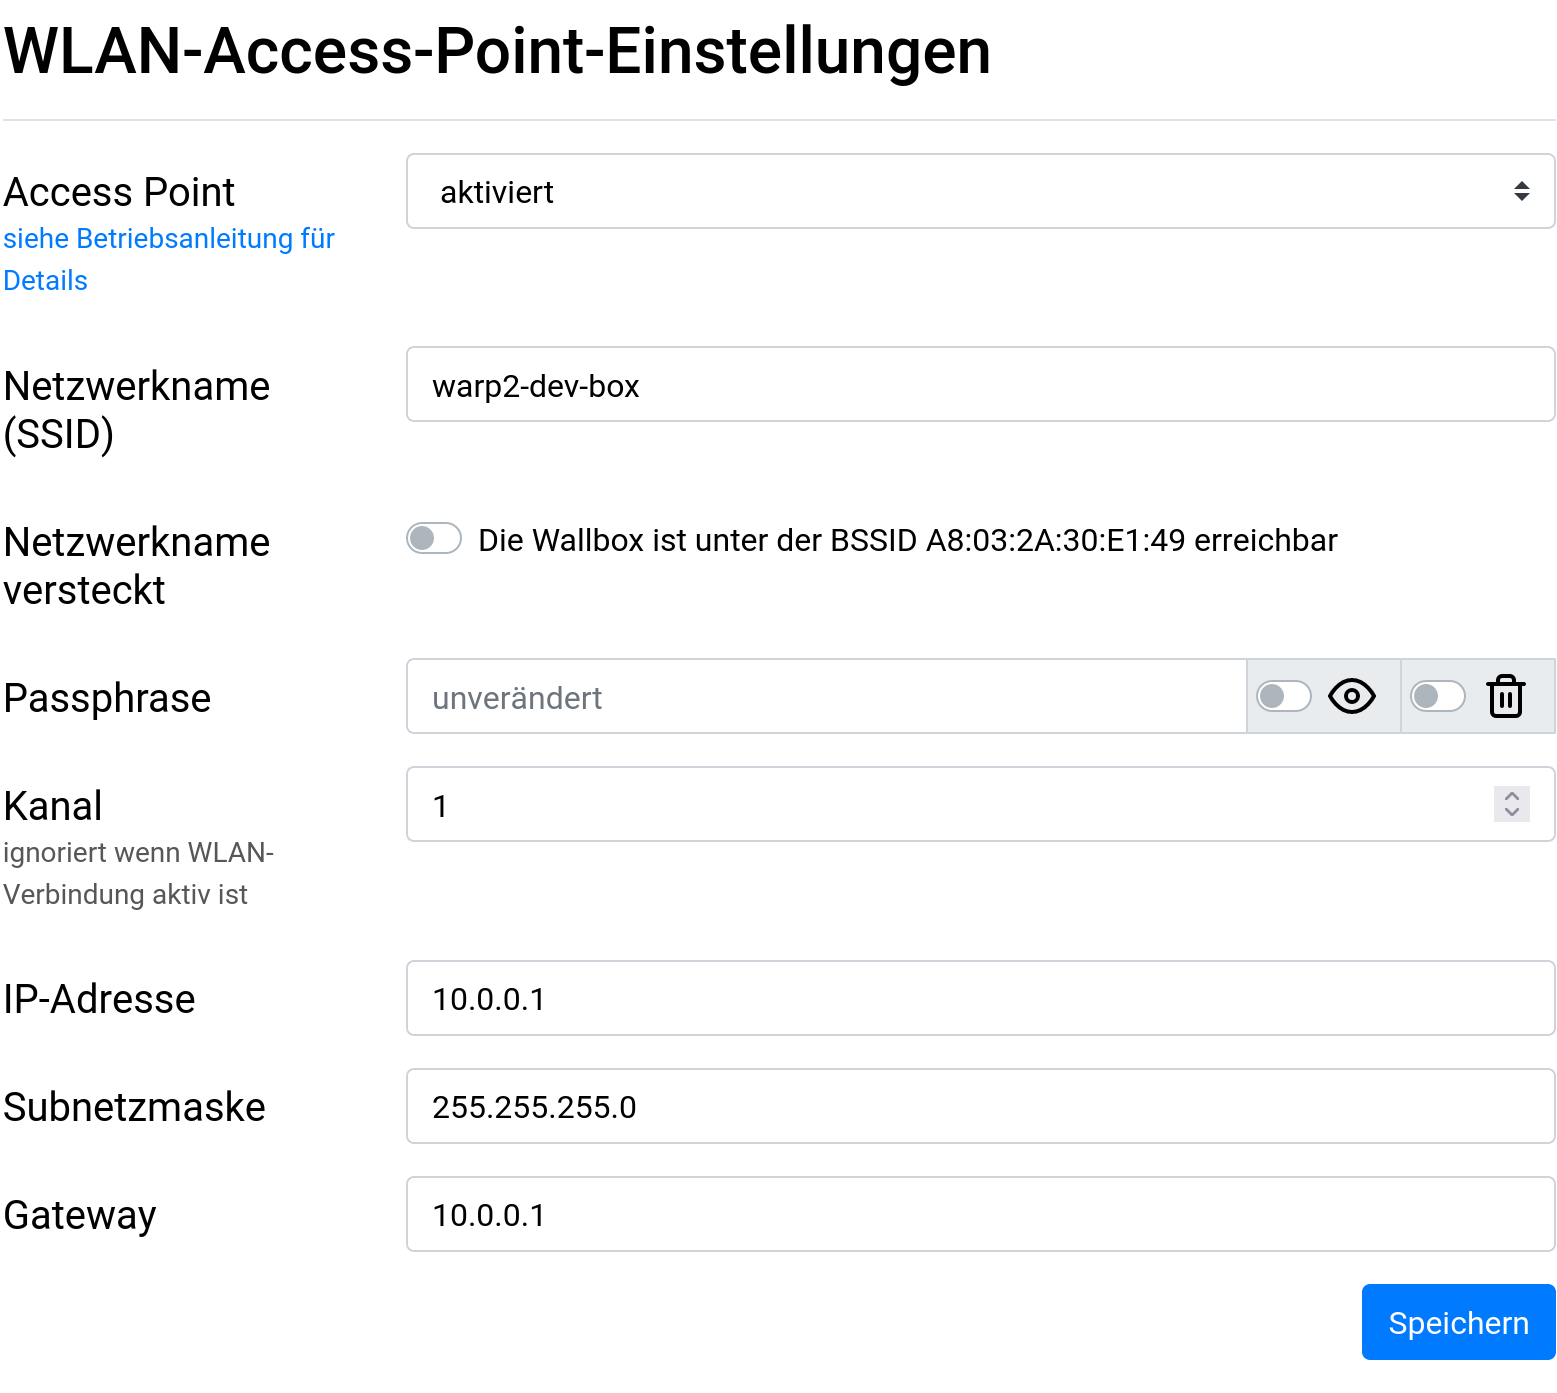 WLAN-Access-Point-Einstellungen
Access Point
aktiviert
siehe Betriebsanleitung für
Details
Netzwerkname
(SSID)
warp2-dev-box
Netzwerkname
versteckt
Die Wallbox ist unter der BSSID A8:03:2A:30:E1:49 erreichbar
Passphrase
unverändert
Kanal
1
ignoriert wenn WLAN-
Verbindung aktiv ist
IP-Adresse
10.0.0.1
Subnetzmaske
255.255.255.0
Gateway
10.0.0.1
Speichern